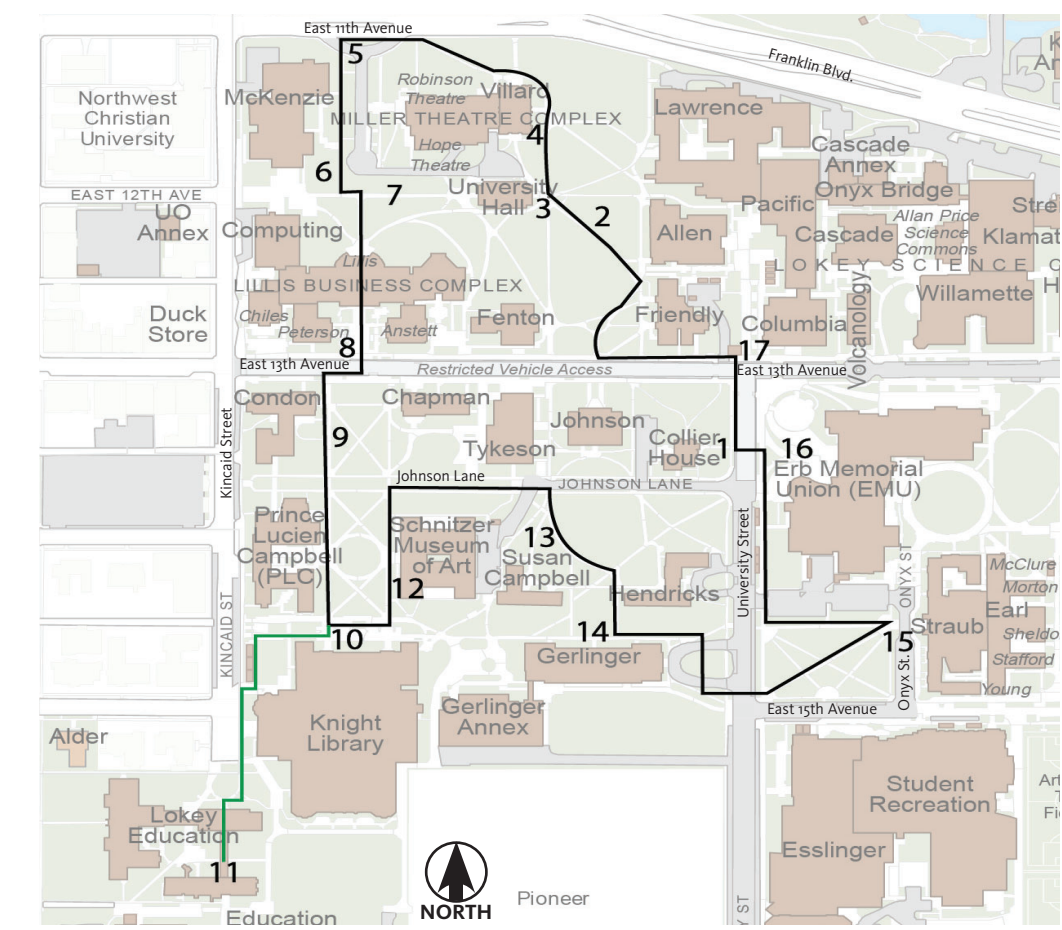 East 11th Avenue
5
Franklin Blvd.
K
An
Robinson
Theatre
Villard
McKenzie
Northwest
Christian
University
Lawrence
MILLER THEATRE COMPLEX
4
Hope
Theatre
Cascade
Annex
6
7
University
Hall
Onyx Bridge
EAST 12TH AVE
3
2
Pacific
Stre
UO
Annex
Computing
Allen
Cascade
Allan Price
Science
Commons
Klamat
Lillis
LOKEY SCIENCE C
LILLIS BUSINESS COMPLEX
Willamette
H
Duck
Store
Chiles
Peterson
Anstett
Fenton
Friendly
Columbia
Volcanology
8
17
East 13th Avenue
Restricted Vehicle Access
East 13th Avenue
Condon
Chapman
Johnson
Kincaid Street
9
Tykeson
Collier
House
1
16
Erb Memorial
Union (EMU)
Johnson Lane
JOHNSON LANE
Prince
Lucien
Campbell
(PLC)
Schnitzer
Museum
of Art
13
Susan
Campbell
University Street
ONYX ST
McClure
Morton
12
Hendricks
Earl
KINCAID ST
10
14
15
Straub
Sheldo
Gerlinger
Stafford
Onyx St.
Young
East 15th Avenue
Gerlinger
Annex
Alder
Knight
Library
Student
Recreation
Art
T
Fie
Lokey
Education
Esslinger
11
NORTH
Pioneer
Y ST
Education